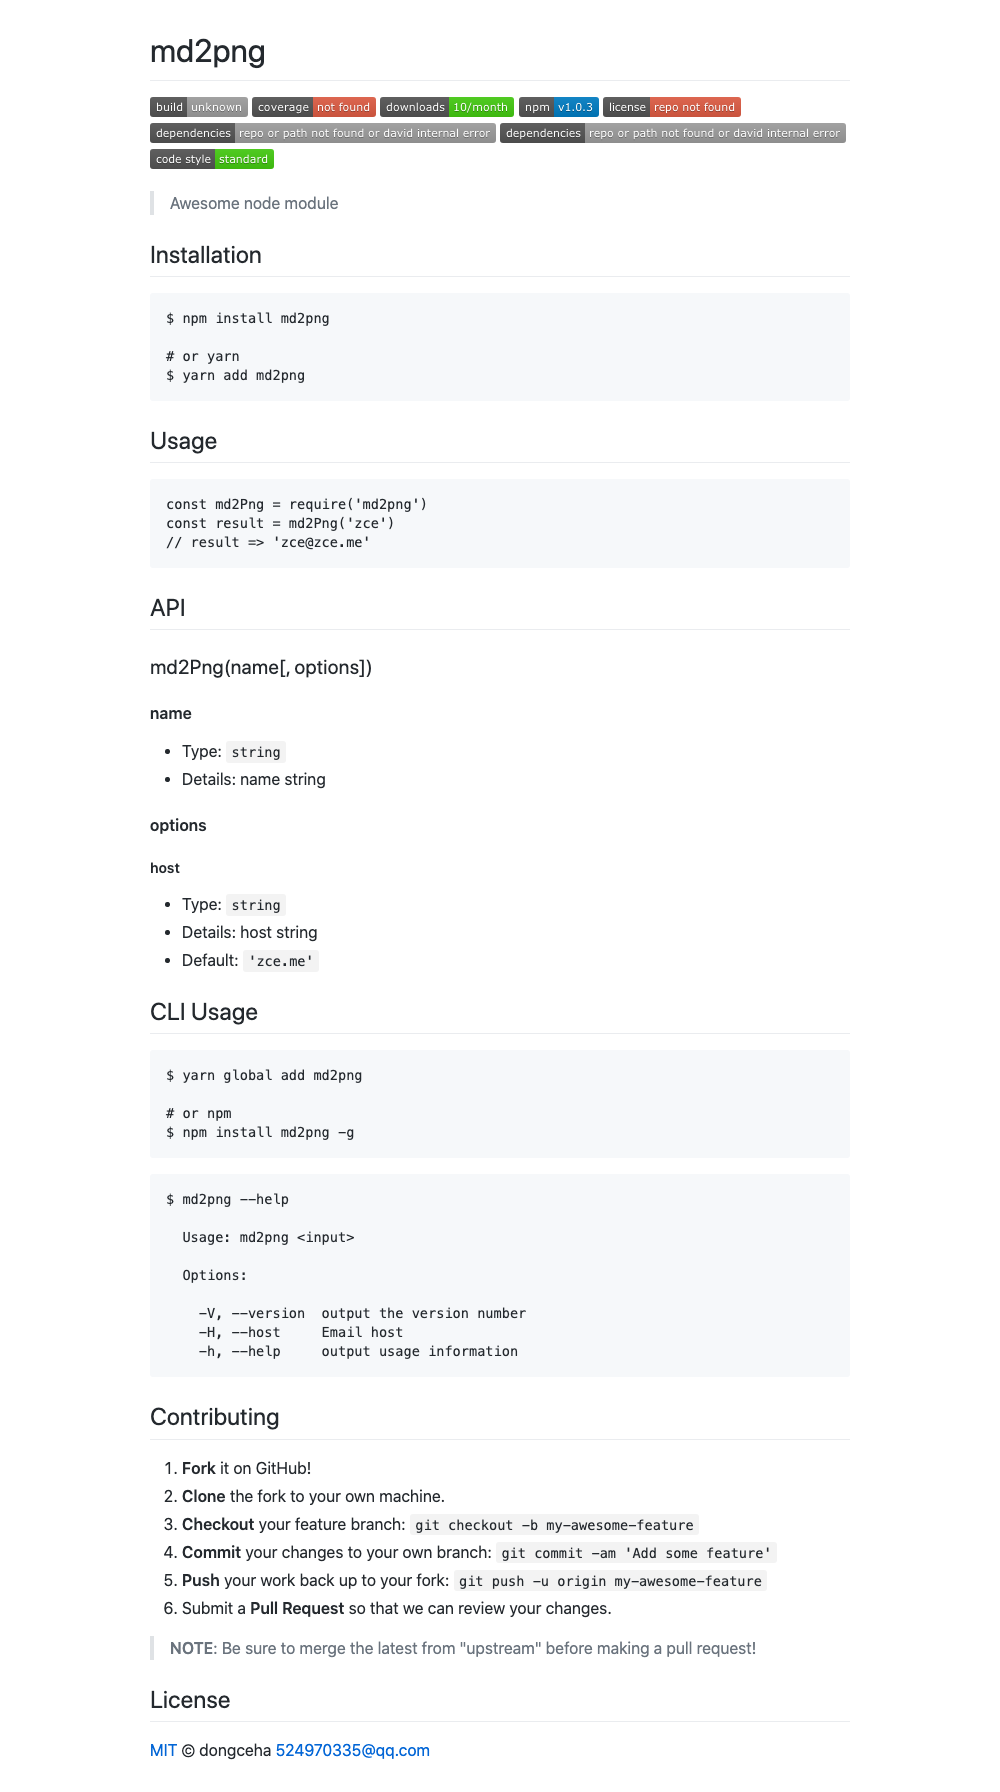 md2png
build unknown coverage not found downloads 10/month npm v1.0.3 license repo not found
dependencies repo or path not found or david internal error dependencies repo or path not found or david internal error
code style standard
Awesome node module
Installation
$ npm install md2png
# or yarn
$ yarn add md2png
Usage
const md2Png = require('md2png')
const result = md2Png('zce')
// result => 'zce@zce.me'
API
md2Png(name[, options])
name
• Type: string
• Details: name string
options
host
• Type: string
• Details: host string
• Default: 'zce.me'
CLI Usage
$ yarn global add md2png
# or npm
$ npm install md2png -g
$ md2png --help
Usage: md2png <input>
Options:
-V, --version  output the version number
-H, --host     Email host
-h, --help     output usage information
Contributing
1. Fork it on GitHub!
2. Clone the fork to your own machine.
3. Checkout your feature branch: git checkout -b my-awesome-feature
4. Commit your changes to your own branch: git commit -am 'Add some feature'
5. Push your work back up to your fork: git push -u origin my-awesome-feature
6. Submit a Pull Request so that we can review your changes.
NOTE: Be sure to merge the latest from "upstream" before making a pull request!
License
MIT © dongceha 524970335@qq.com